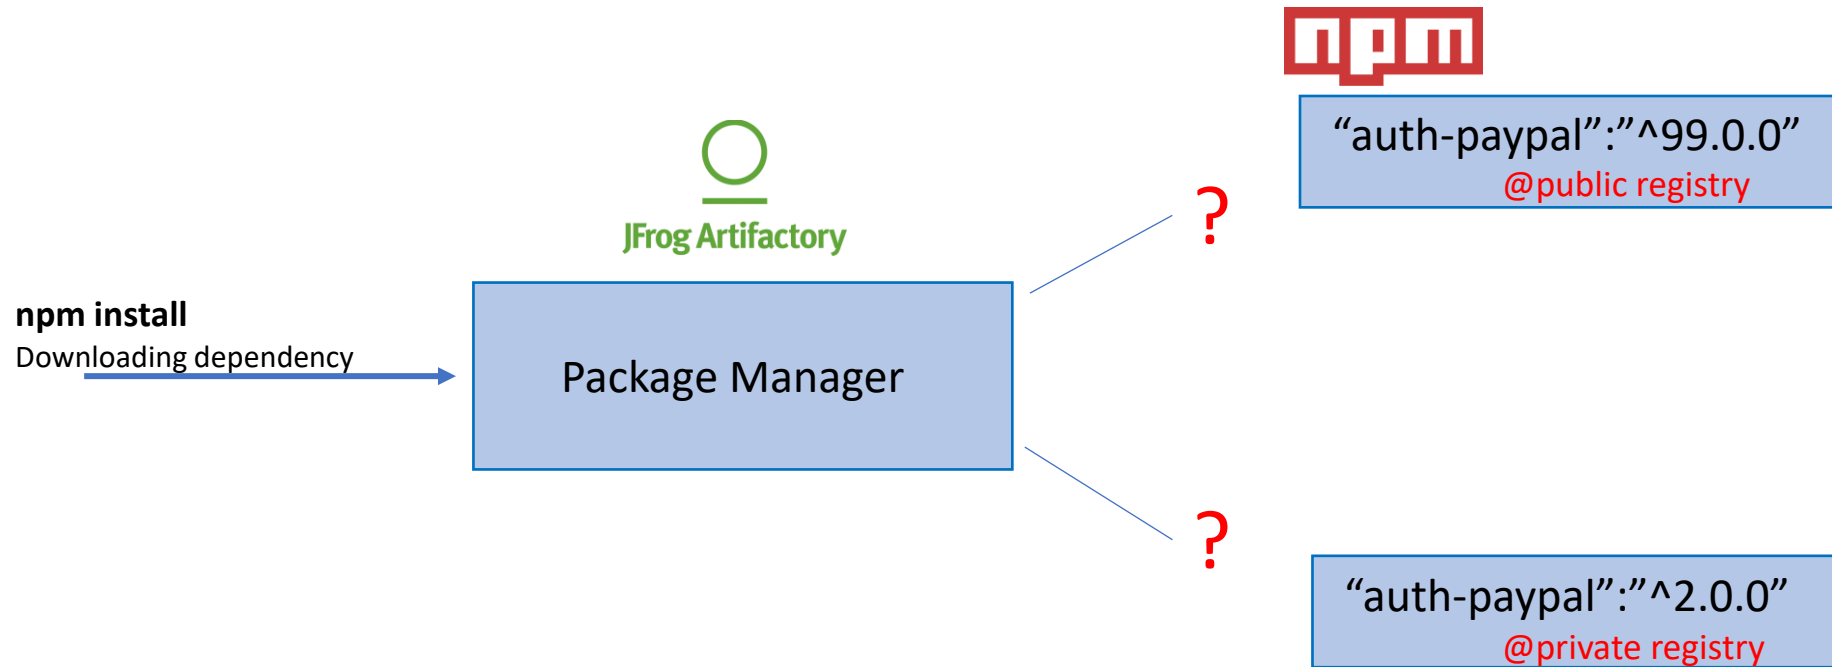 npm
“auth-paypal”:”^99.0.0”
@public registry
?
JFrog Artifactory
npm install
Downloading dependency
Package Manager
?
“auth-paypal”:”^2.0.0”
@private registry